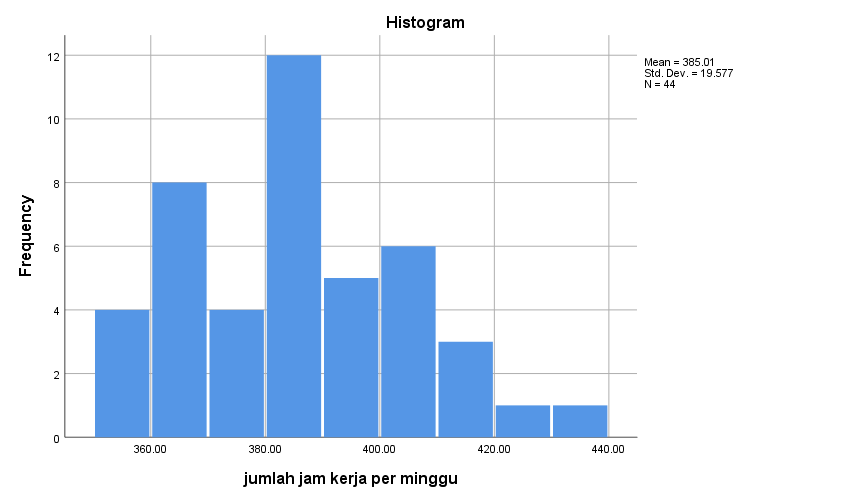 Histogram
Mean = 385.01
Std. Dev. = 19.577
N = 44
12
10
8
6
4
2
0
Frequency
360.00 380.00 400.00 420.00 440.00
jumlah jam kerja per minggu